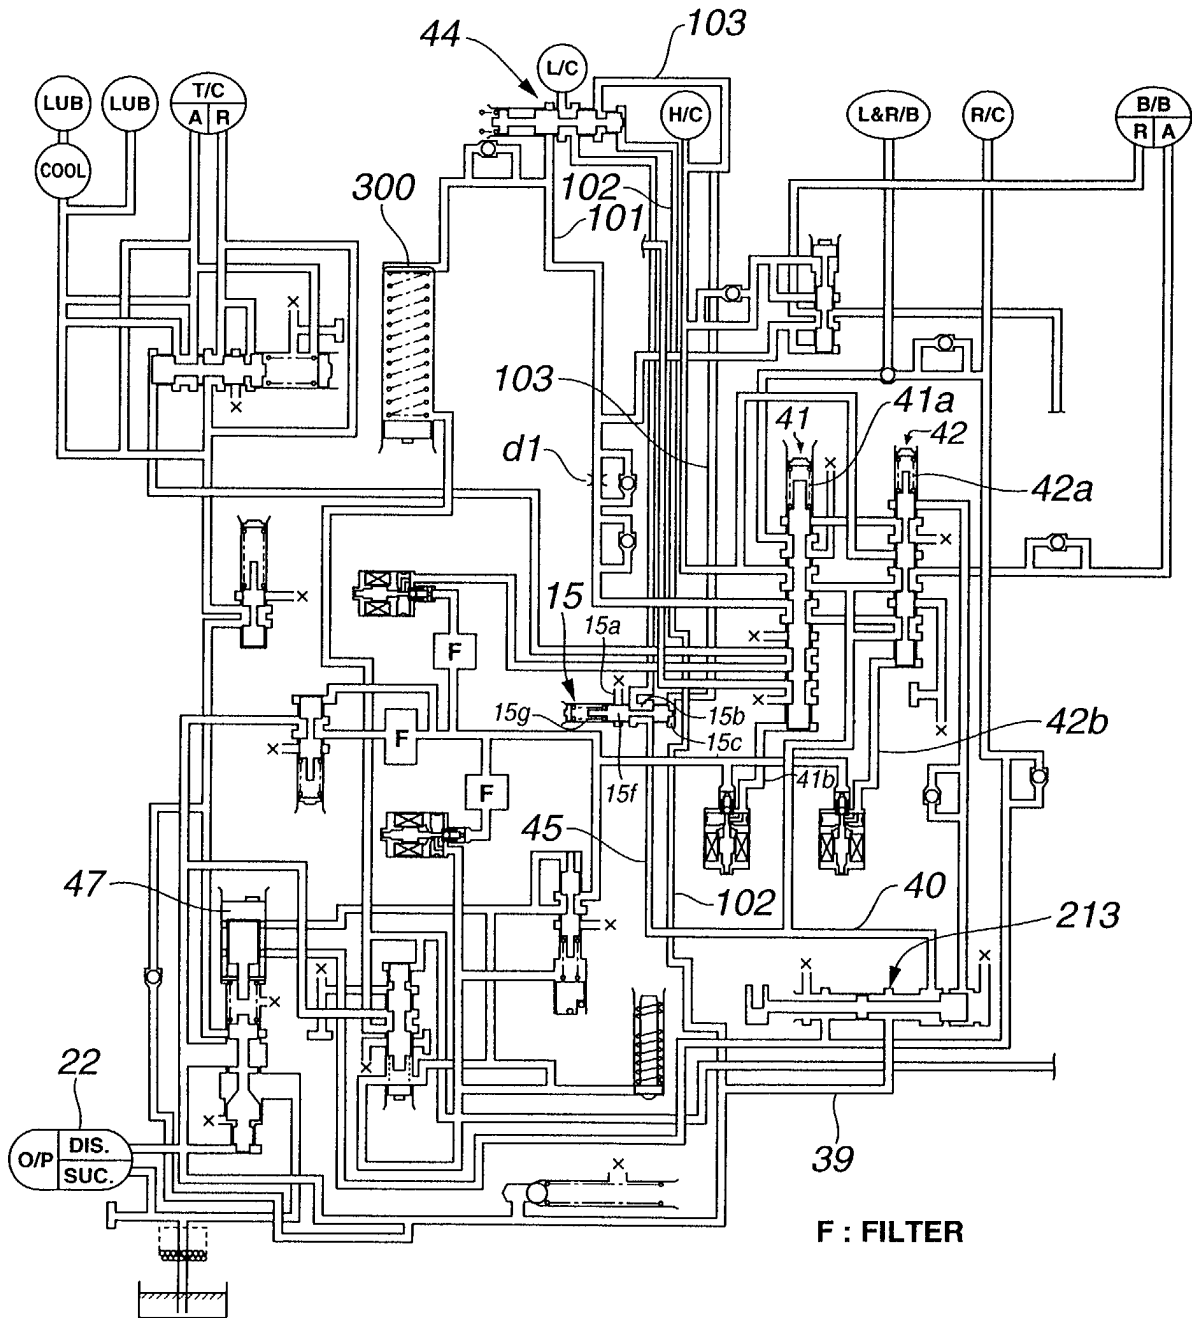 103
44
L/C
LUB
LUB
T/C
A R
H/C
L&R/B
R/C
B/B
R A
COOL
300
102
101
103
41a
41
42
d1
42a
15
15a
F
15b
15g
15c
42b
F
15f
41b
F
45
47
102
40
213
22
O/P
DIS.
SUC.
39
F : FILTER